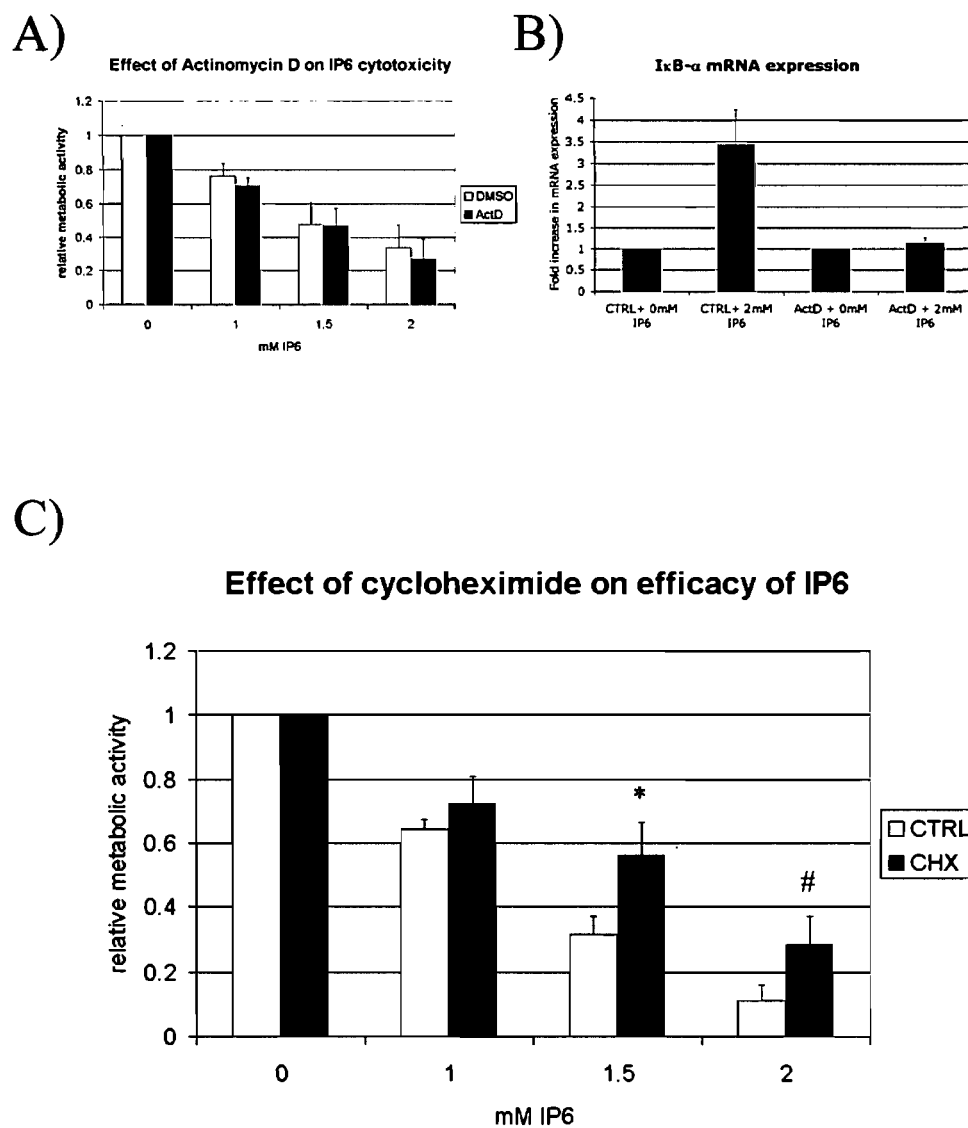 A)
Effect of Actinomycin D on IP6 cytotoxicity
relative metabolic activity
1.2
1
0.8
0.6
0.4
0.2
0
0
1
1.5
2
mM IP6
DMSO
ActD
B)
IκB-α mRNA expression
Fold increase in mRNA expression
4.5
4
3.5
3
2.5
2
1.5
1
0.5
0
CTRL+ 0mM
IP6
CTRL+ 2mM
IP6
ActD + 0mM
IP6
ActD + 2mM
IP6
C)
Effect of cycloheximide on efficacy of IP6
relative metabolic activity
1.2
1
0.8
0.6
0.4
0.2
0
*
#
0
1
1.5
2
mM IP6
CTRL
CHX